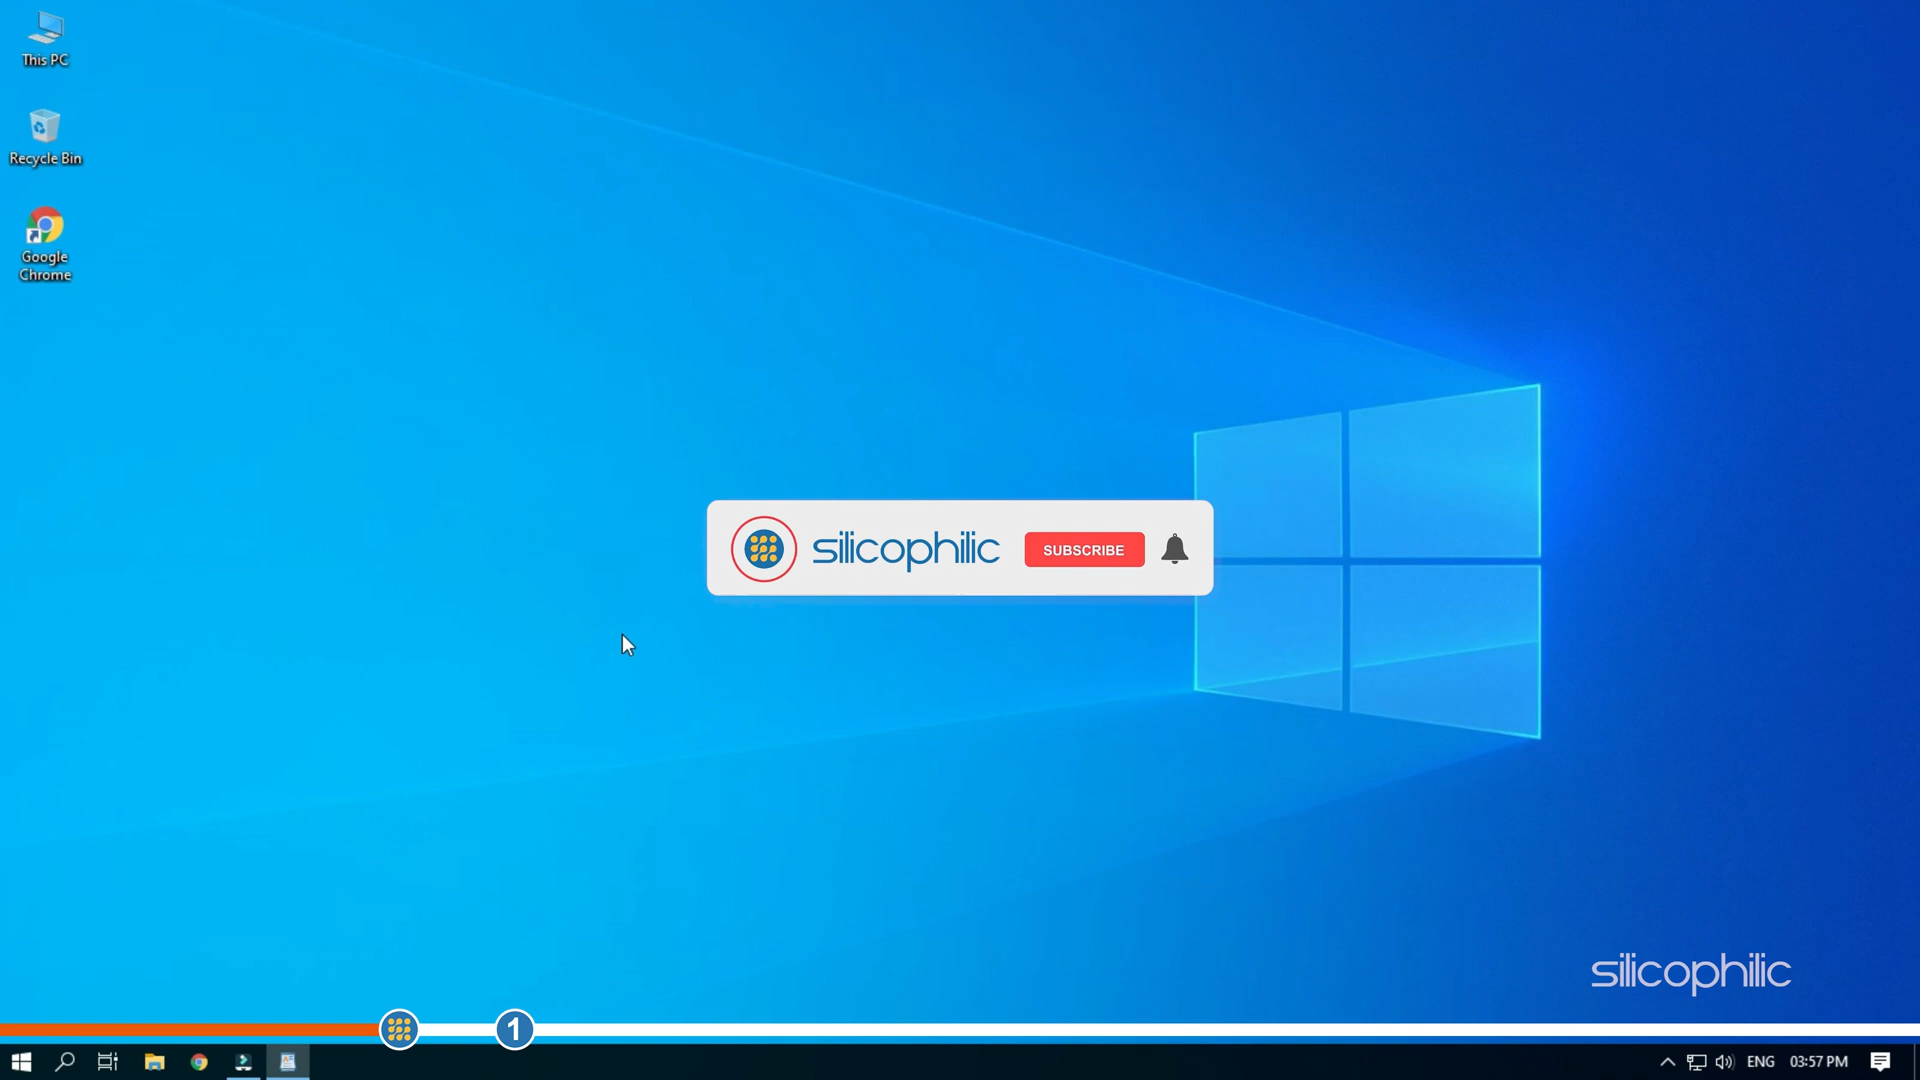 This PC
Recycle Bin
Google
Chrome
silicophilic
SUBSCRIBE
silicophilic
1
ENG
03:57 PM